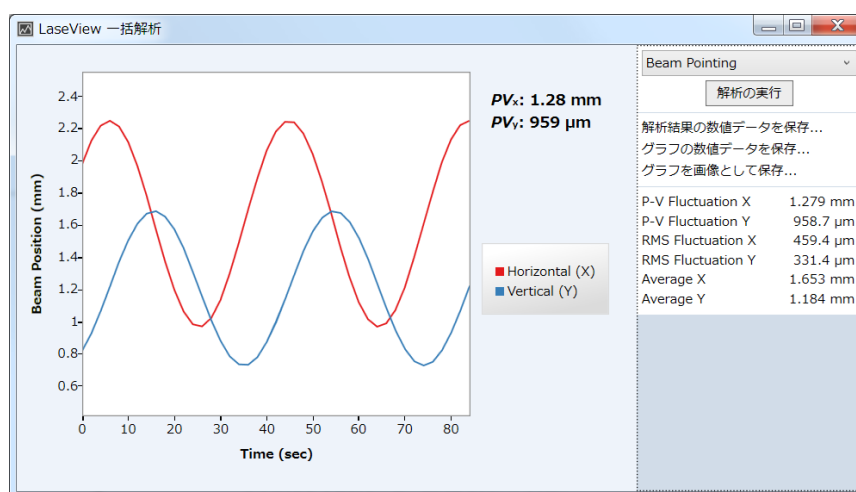 LaseView 一括解析
Beam Pointing
解析の実行
解析結果の数値データを保存...
グラフの数値データを保存...
グラフを画像として保存...
P-V Fluctuation X 1.279 mm
P-V Fluctuation Y 958.7 μm
RMS Fluctuation X 459.4 μm
RMS Fluctuation Y 331.4 μm
Average X 1.653 mm
Average Y 1.184 mm
PVx: 1.28 mm
PVy: 959 μm
Horizontal (X)
Vertical (Y)
Beam Position (mm)
2.4
2.2
2
1.8
1.6
1.4
1.2
1
0.8
0.6
0 10 20 30 40 50 60 70 80
Time (sec)